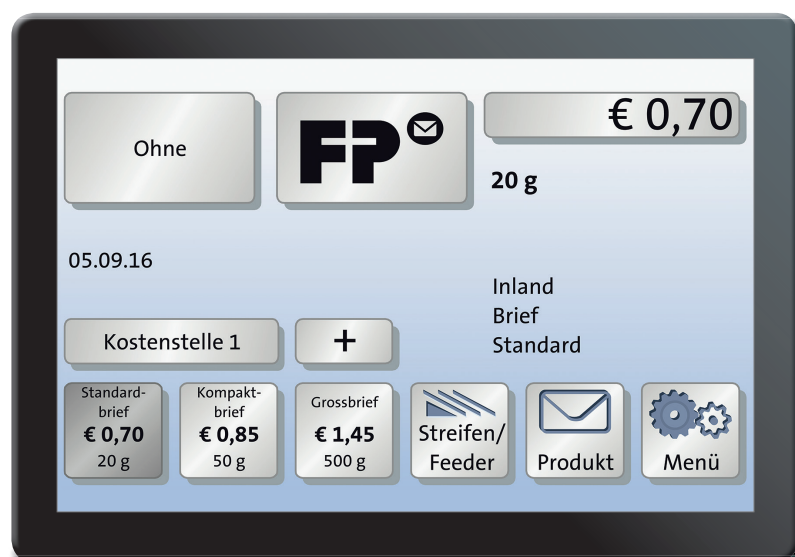 Ohne
FP
€ 0,70
20 g
05.09.16
Inland
Brief
Standard
Kostenstelle 1
+
Standard-
brief
€ 0,70
20 g
Kompakt-
brief
€ 0,85
50 g
Grossbrief
€ 1,45
500 g
Streifen/
Feeder
Produkt
Menü